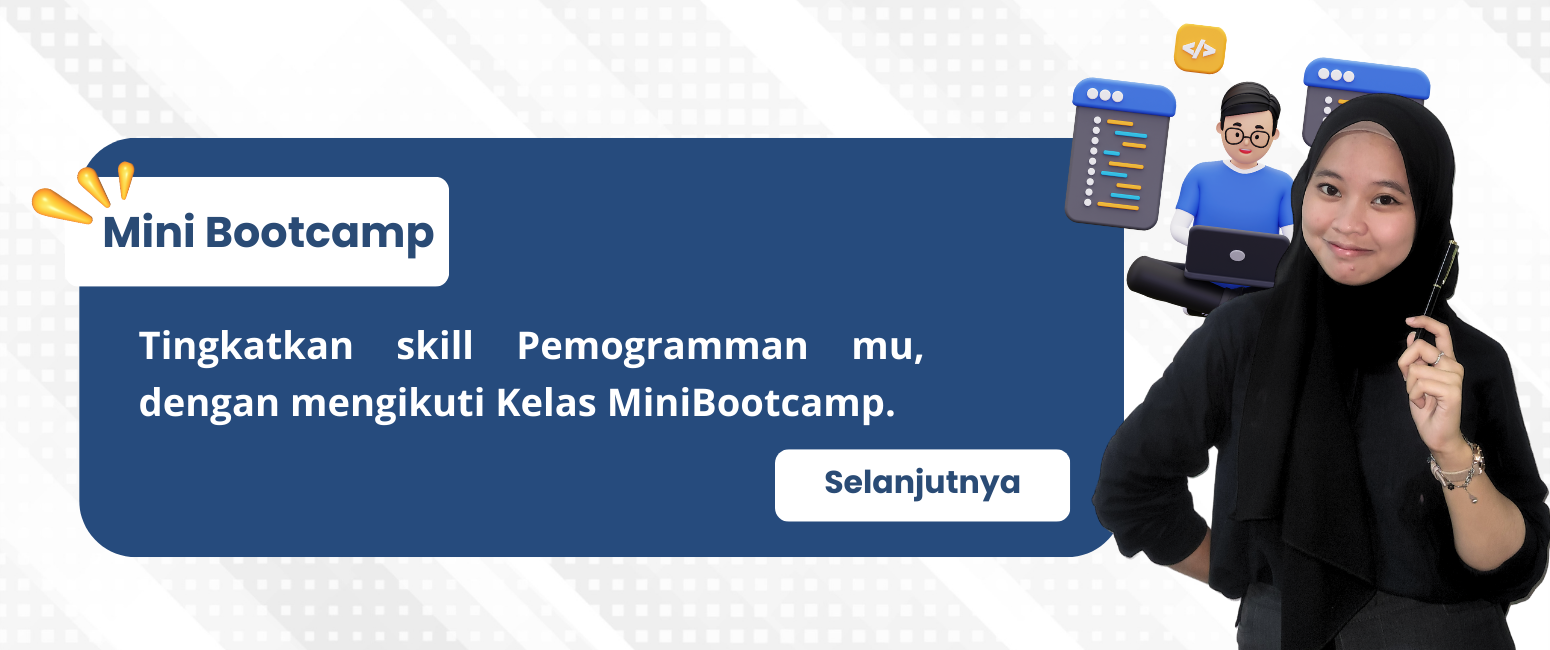 Mini Bootcamp
Tingkatkan skill Pemogramman mu,
dengan mengikuti Kelas MiniBootcamp.
Selanjutnya